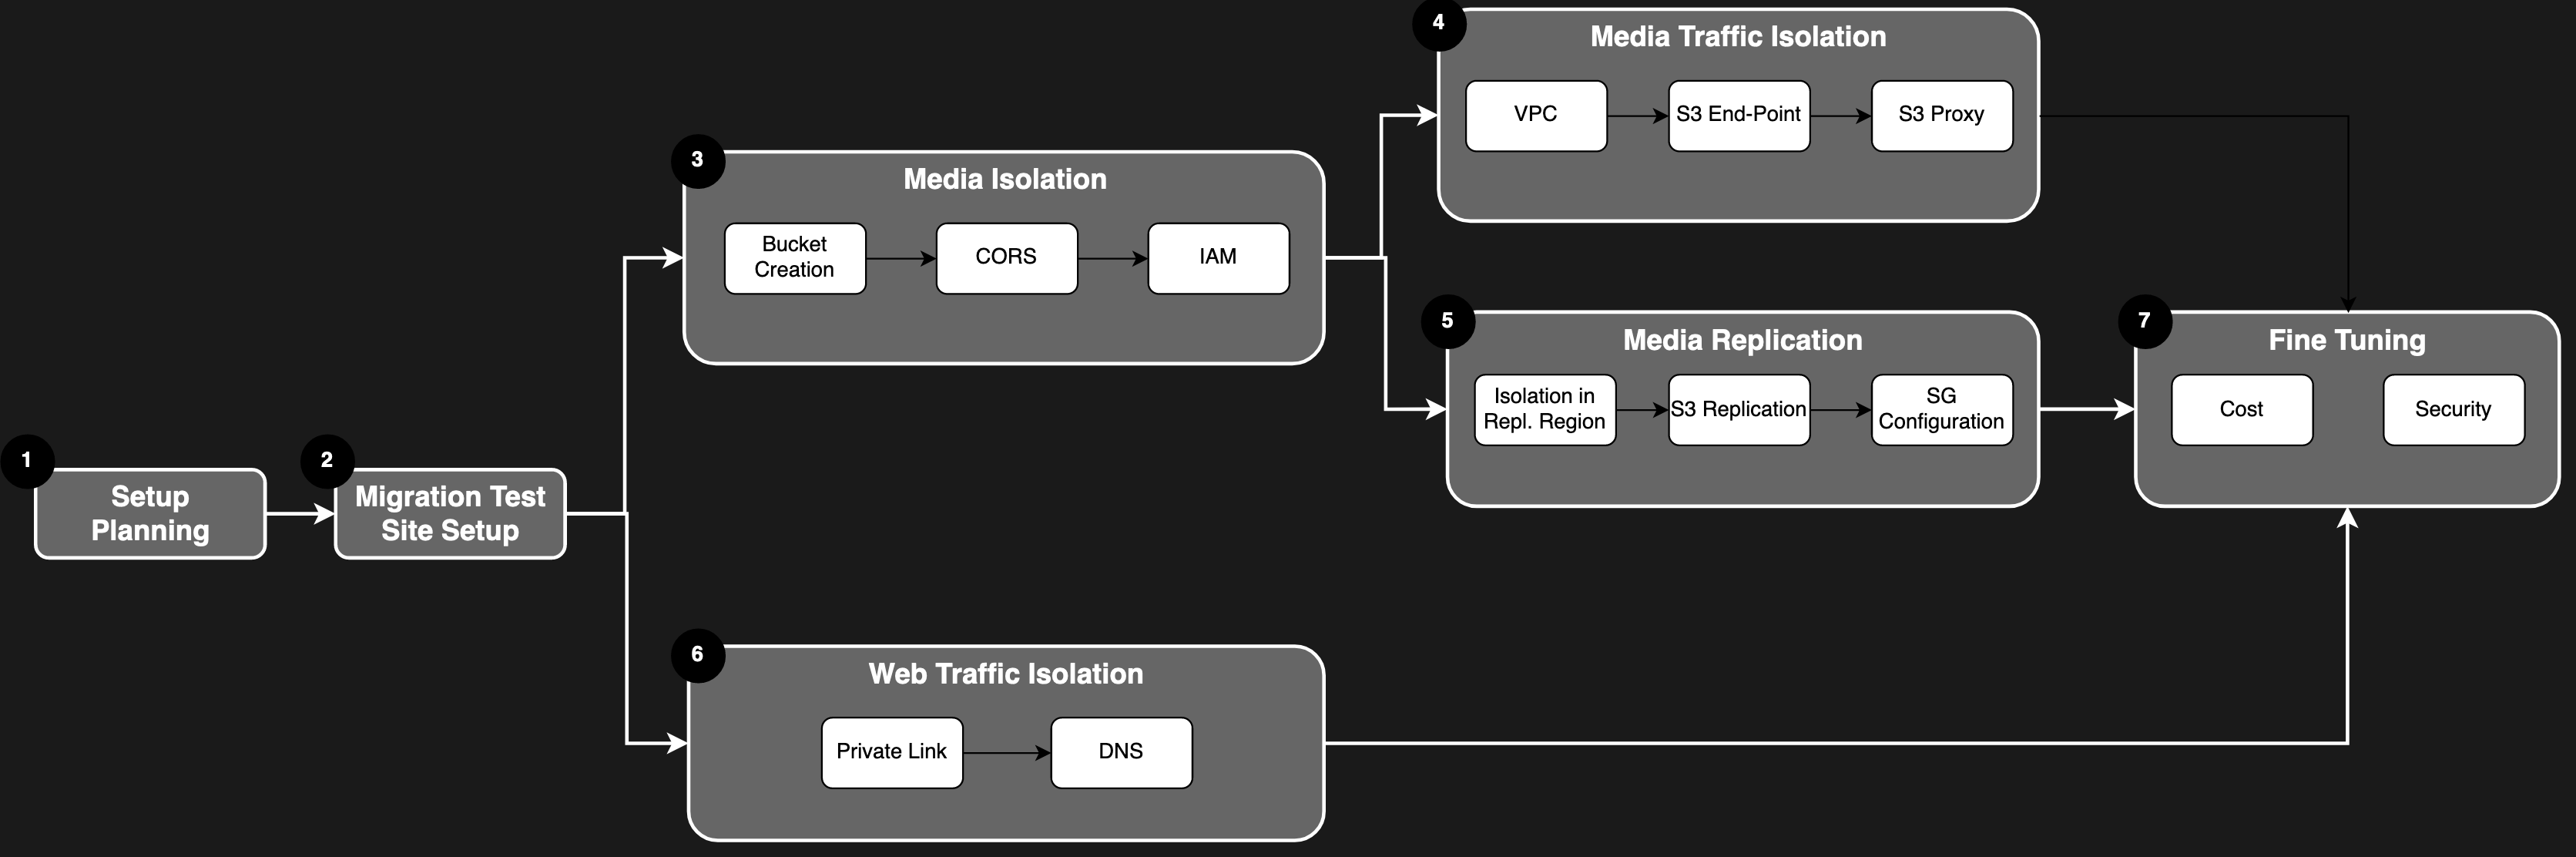 1
Setup
Planning
2
Migration Test
Site Setup
3
Media Isolation
Bucket
Creation
CORS
IAM
4
Media Traffic Isolation
VPC
S3 End-Point
S3 Proxy
5
Media Replication
Isolation in
Repl. Region
S3 Replication
SG
Configuration
6
Web Traffic Isolation
Private Link
DNS
7
Fine Tuning
Cost
Security